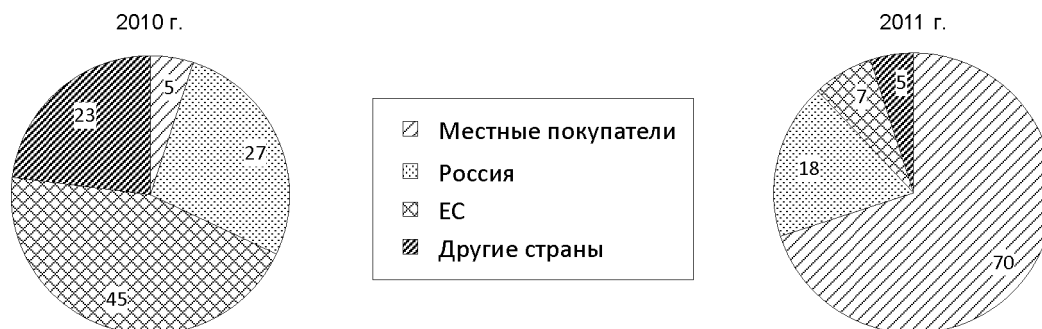 2010 г.
2011 г.
5
27
45
23
Местные покупатели
Россия
ЕС
Другие страны
5
7
18
70